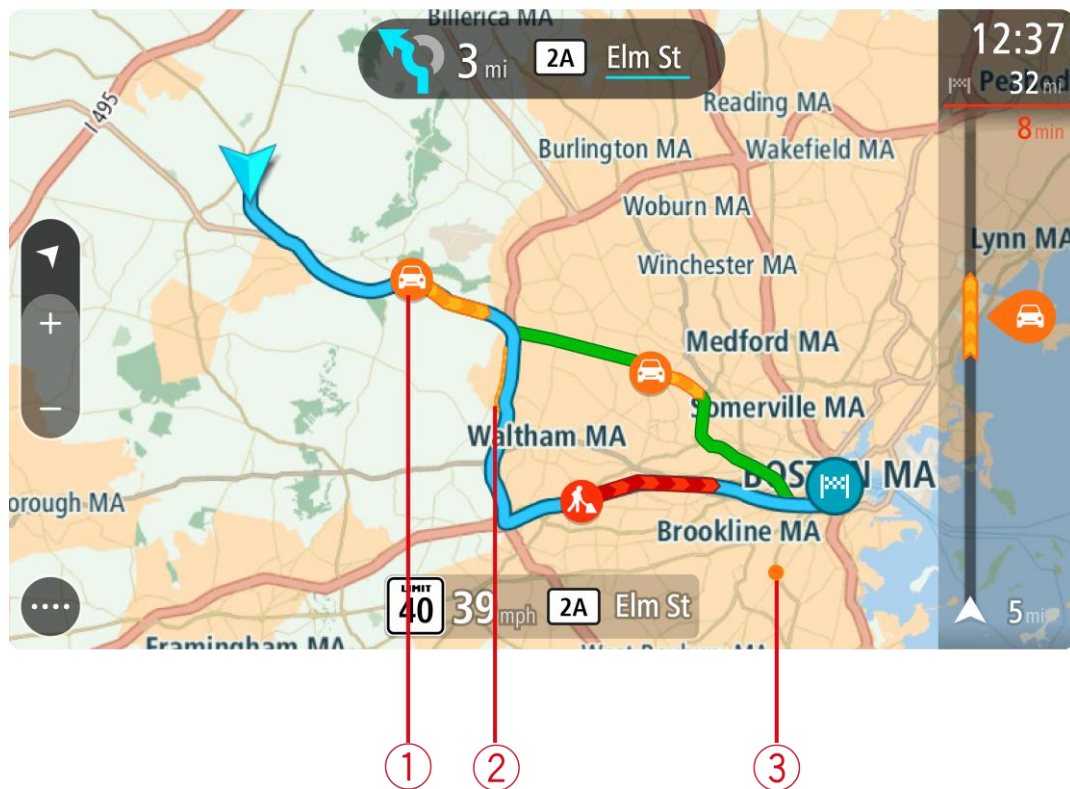 Billerica MA
3 mi 2A Elm St
12:37
32 mi
8 min
I 495
Reading MA
Burlington MA
Wakefield MA
Woburn MA
Lynn MA
Winchester MA
+
Medford MA
−
Somerville MA
Waltham MA
BOSTON MA
orough MA
Brookline MA
LIMIT
40 39 mph 2A Elm St
5 mi
Framingham MA
1 2 3